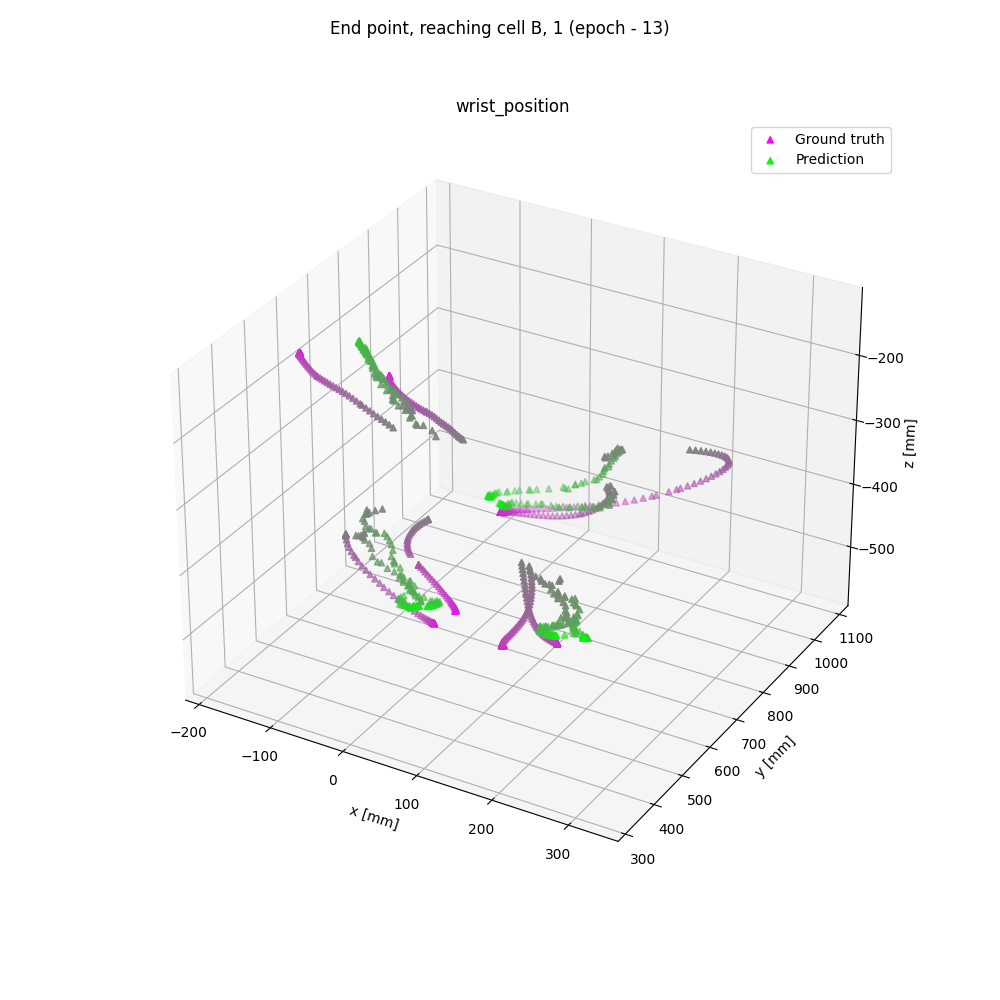 End point, reaching cell B, 1 (epoch - 13)
wrist_position
Ground truth
Prediction
−200
−300
−400
−500
z [mm]
1100
1000
900
800
700
600
500
400
300
y [mm]
−200
−100
0
100
200
300
x [mm]